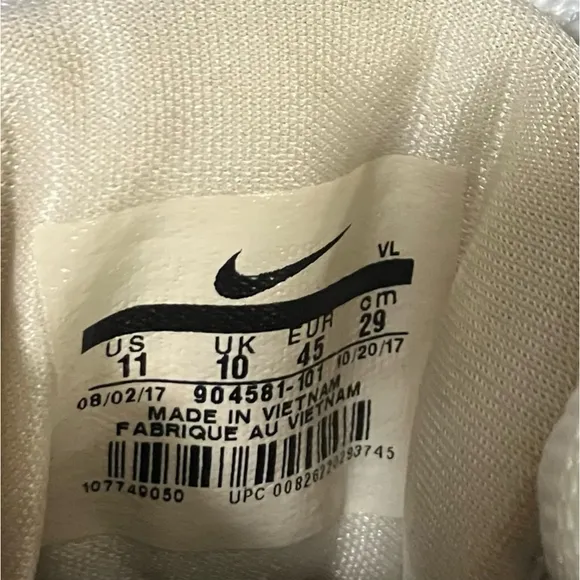 VL
US UK EUR cm
11 10 45 29
08/02/17 904581-101 10/20/17
MADE IN VIETNAM
FABRIQUE AU VIETNAM
107749050 UPC